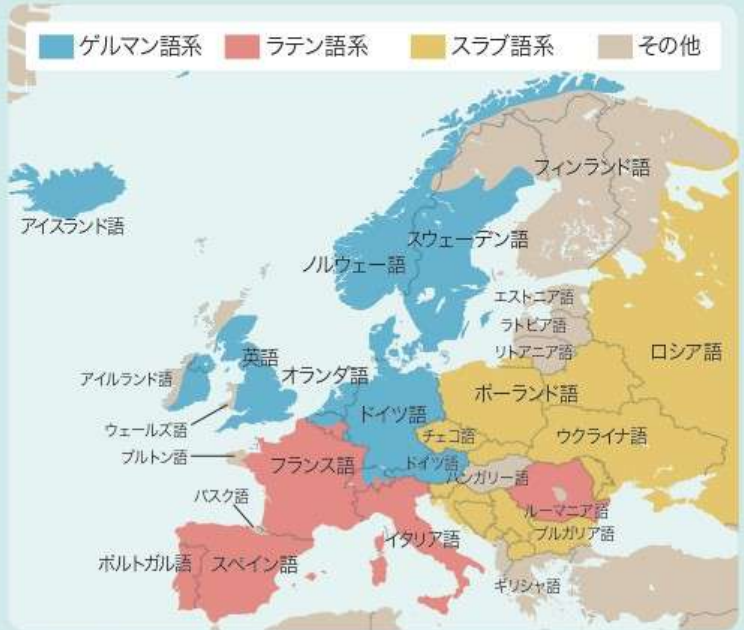 ゲルマン語系
ラテン語系
スラブ語系
その他
アイスランド語
フィンランド語
スウェーデン語
ノルウェー語
エストニア語
ラトビア語
リトアニア語
ロシア語
英語
オランダ語
アイルランド語
ドイツ語
ポーランド語
ウェールズ語
チェコ語
ウクライナ語
ブルトン語
フランス語
ドイツ語
ハンガリー語
バスク語
ルーマニア語
ブルガリア語
イタリア語
ポルトガル語
スペイン語
ギリシャ語